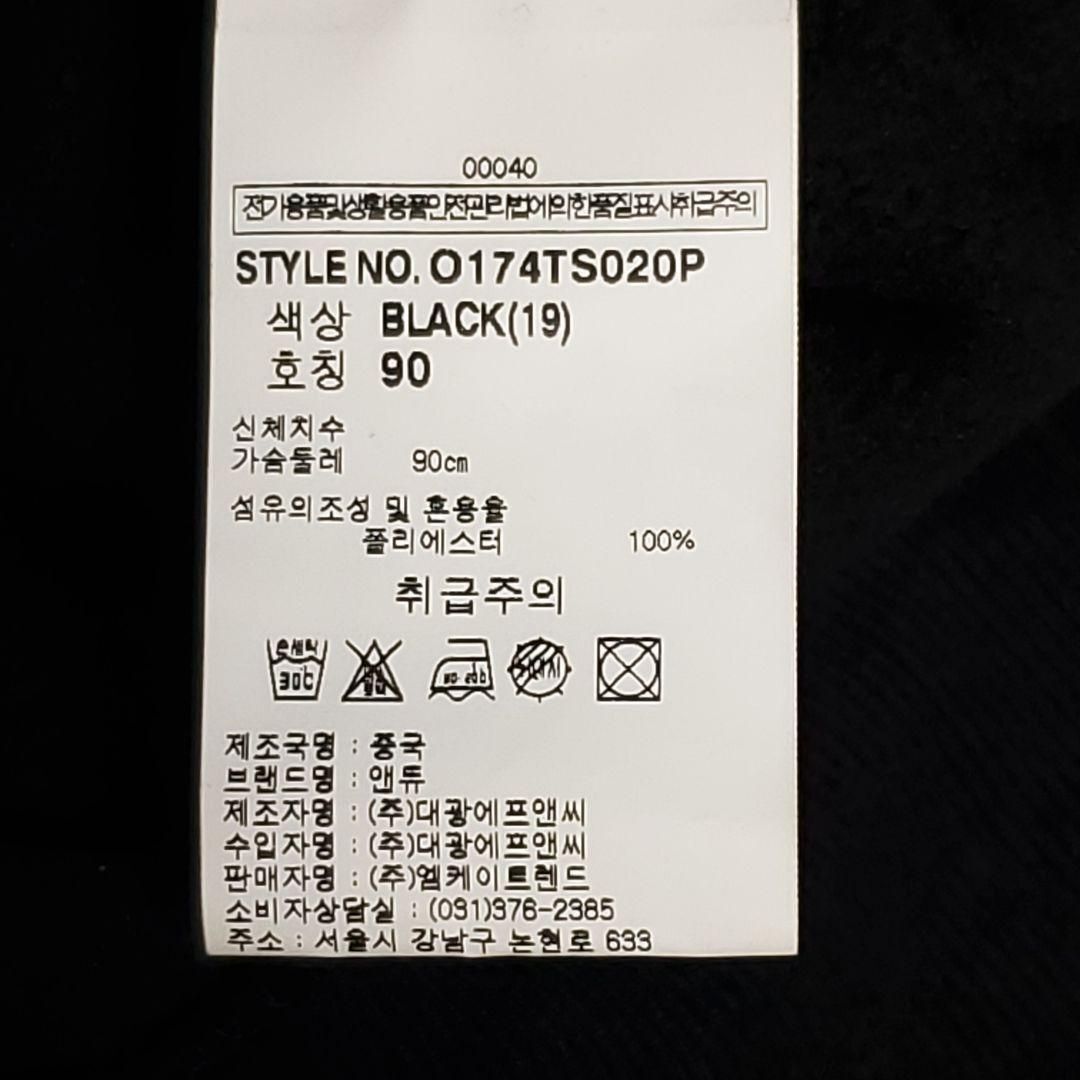 00040
전기용품및생활용품안전관리법에의한품질표시취급주의
STYLE NO. O174TS020P
색상 BLACK(19)
호칭 90
신체치수
가슴둘레 90cm
섬유의조성 및 혼용율
폴리에스터 100%
취급주의
손세탁
30℃
제조국명 : 중국
브랜드명 : 앤듀
제조자명 : (주)대광에프앤씨
수입자명 : (주)대광에프앤씨
판매자명 : (주)엠케이트렌드
소비자상담실 : (031)376-2385
주소 : 서울시 강남구 논현로 633